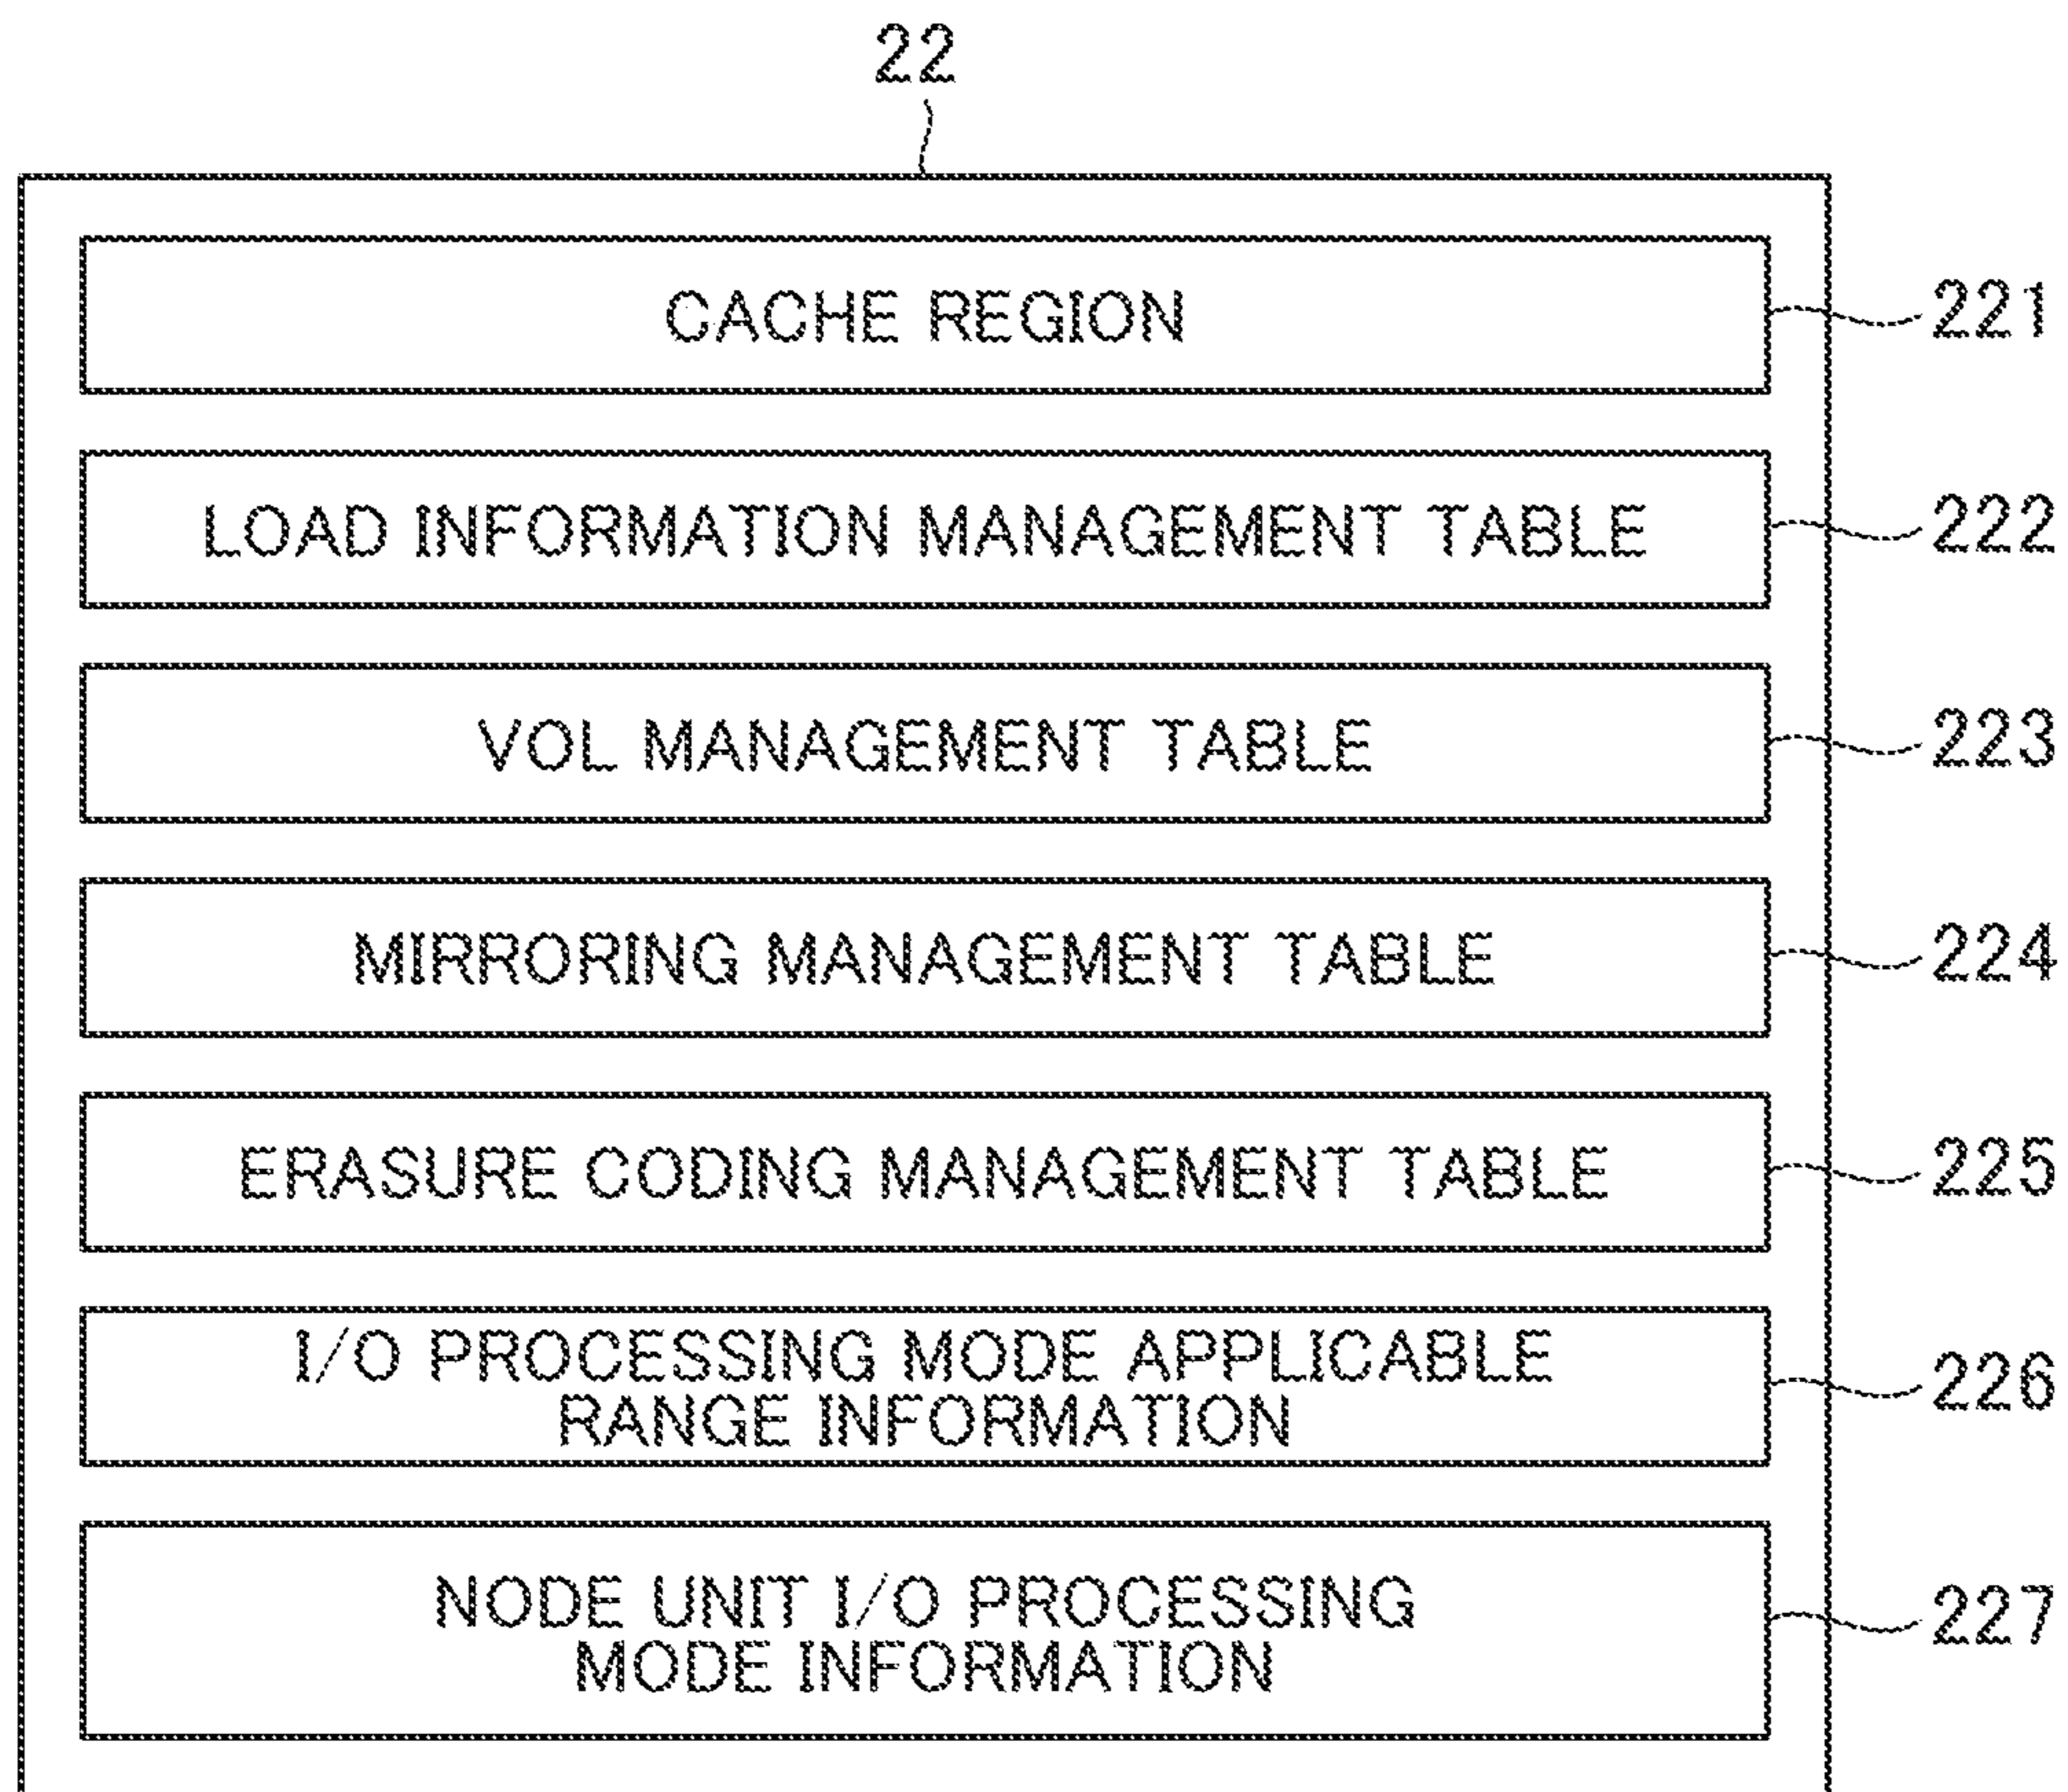 22
CACHE REGION
221
LOAD INFORMATION MANAGEMENT TABLE
222
VOL MANAGEMENT TABLE
223
MIRRORING MANAGEMENT TABLE
224
ERASURE CODING MANAGEMENT TABLE
225
I/O PROCESSING MODE APPLICABLE
RANGE INFORMATION
226
NODE UNIT I/O PROCESSING
MODE INFORMATION
227